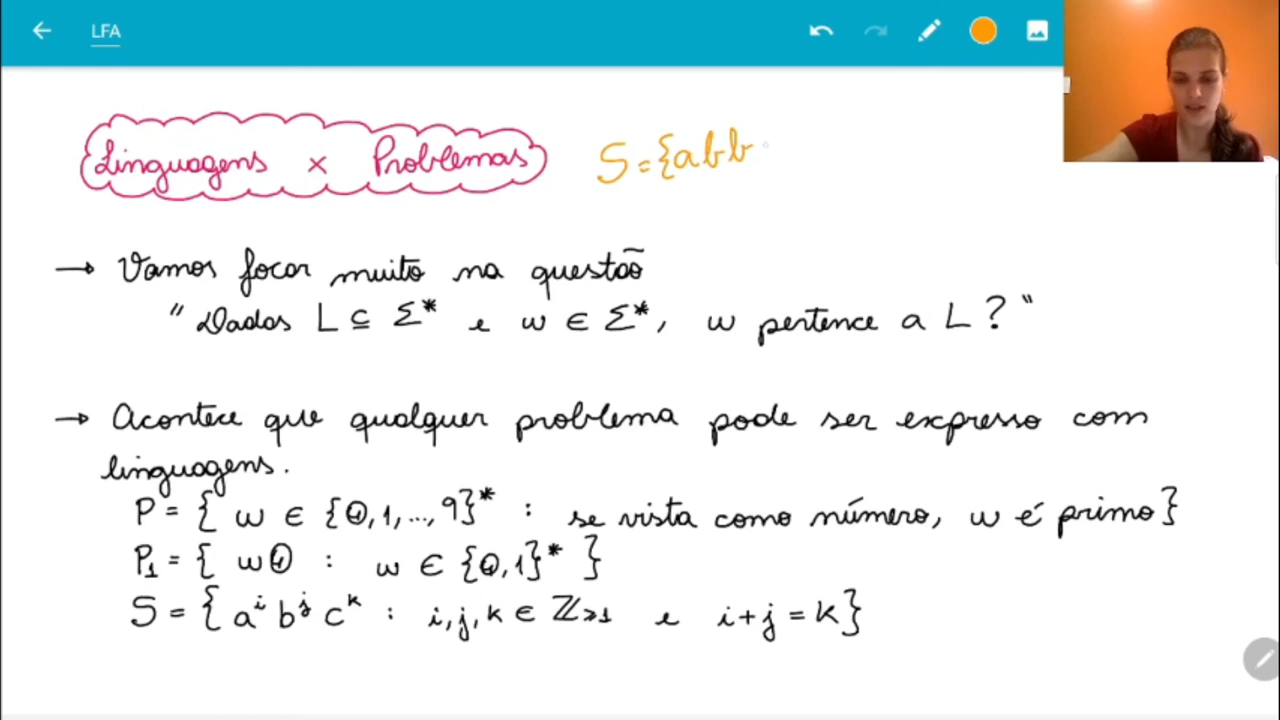 LFA
Linguagens x Problemas S = {abb
→ Vamos focar muito na questão
"Dados L ⊆ Σ* e w ∈ Σ*, w pertence a L?"
→ Acontece que qualquer problema pode ser expresso com
linguagens.
P = { w ∈ {0,1,...,9}* : se vista como número, w é primo}
P₁ = { w0 : w ∈ {0,1}* }
S = { aⁱ bʲ cᵏ : i,j,k ∈ ℤ≥1 e i+j=k}